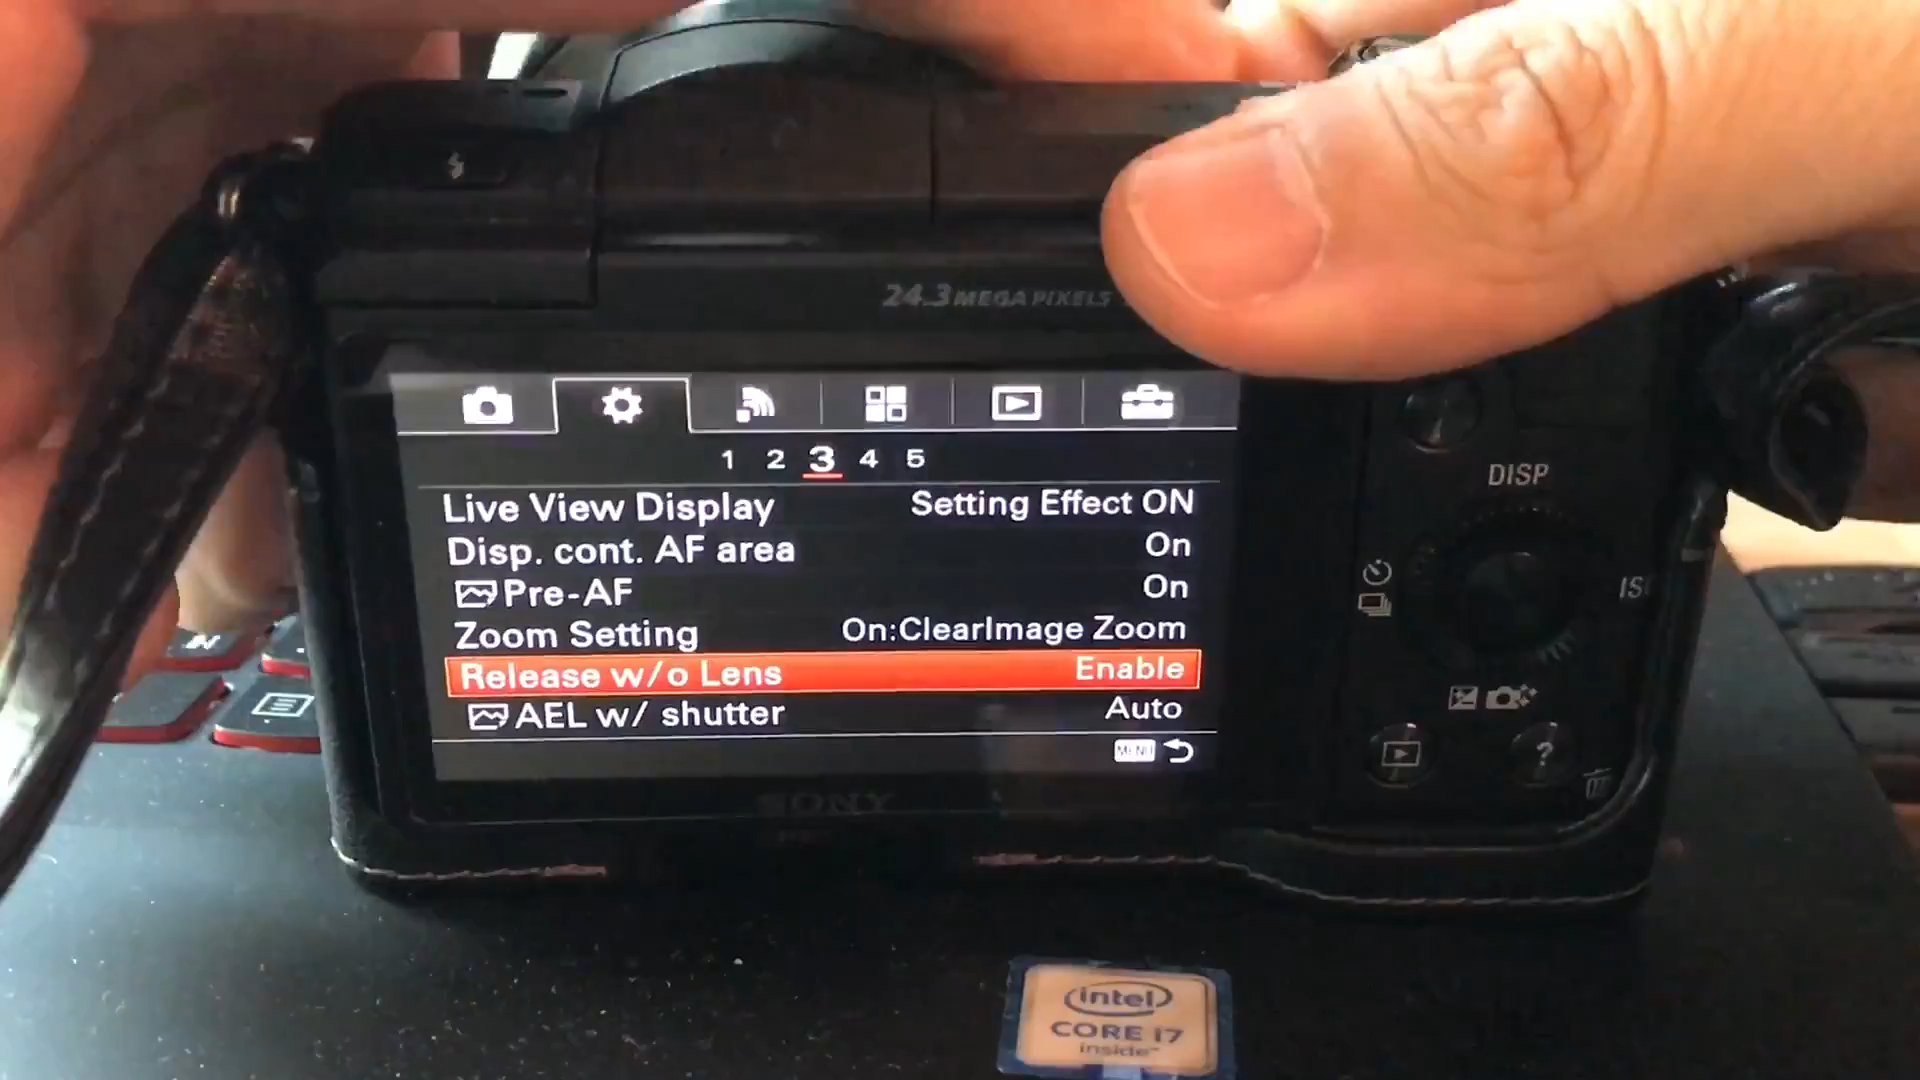 24.3 MEGA PIXELS
1 2 3 4 5
Live View Display Setting Effect ON
Disp. cont. AF area On
Pre-AF On
Zoom Setting On:ClearImage Zoom
Release w/o Lens Enable
AEL w/ shutter Auto
MENU
SONY
DISP
?
N
intel
CORE i7
inside™